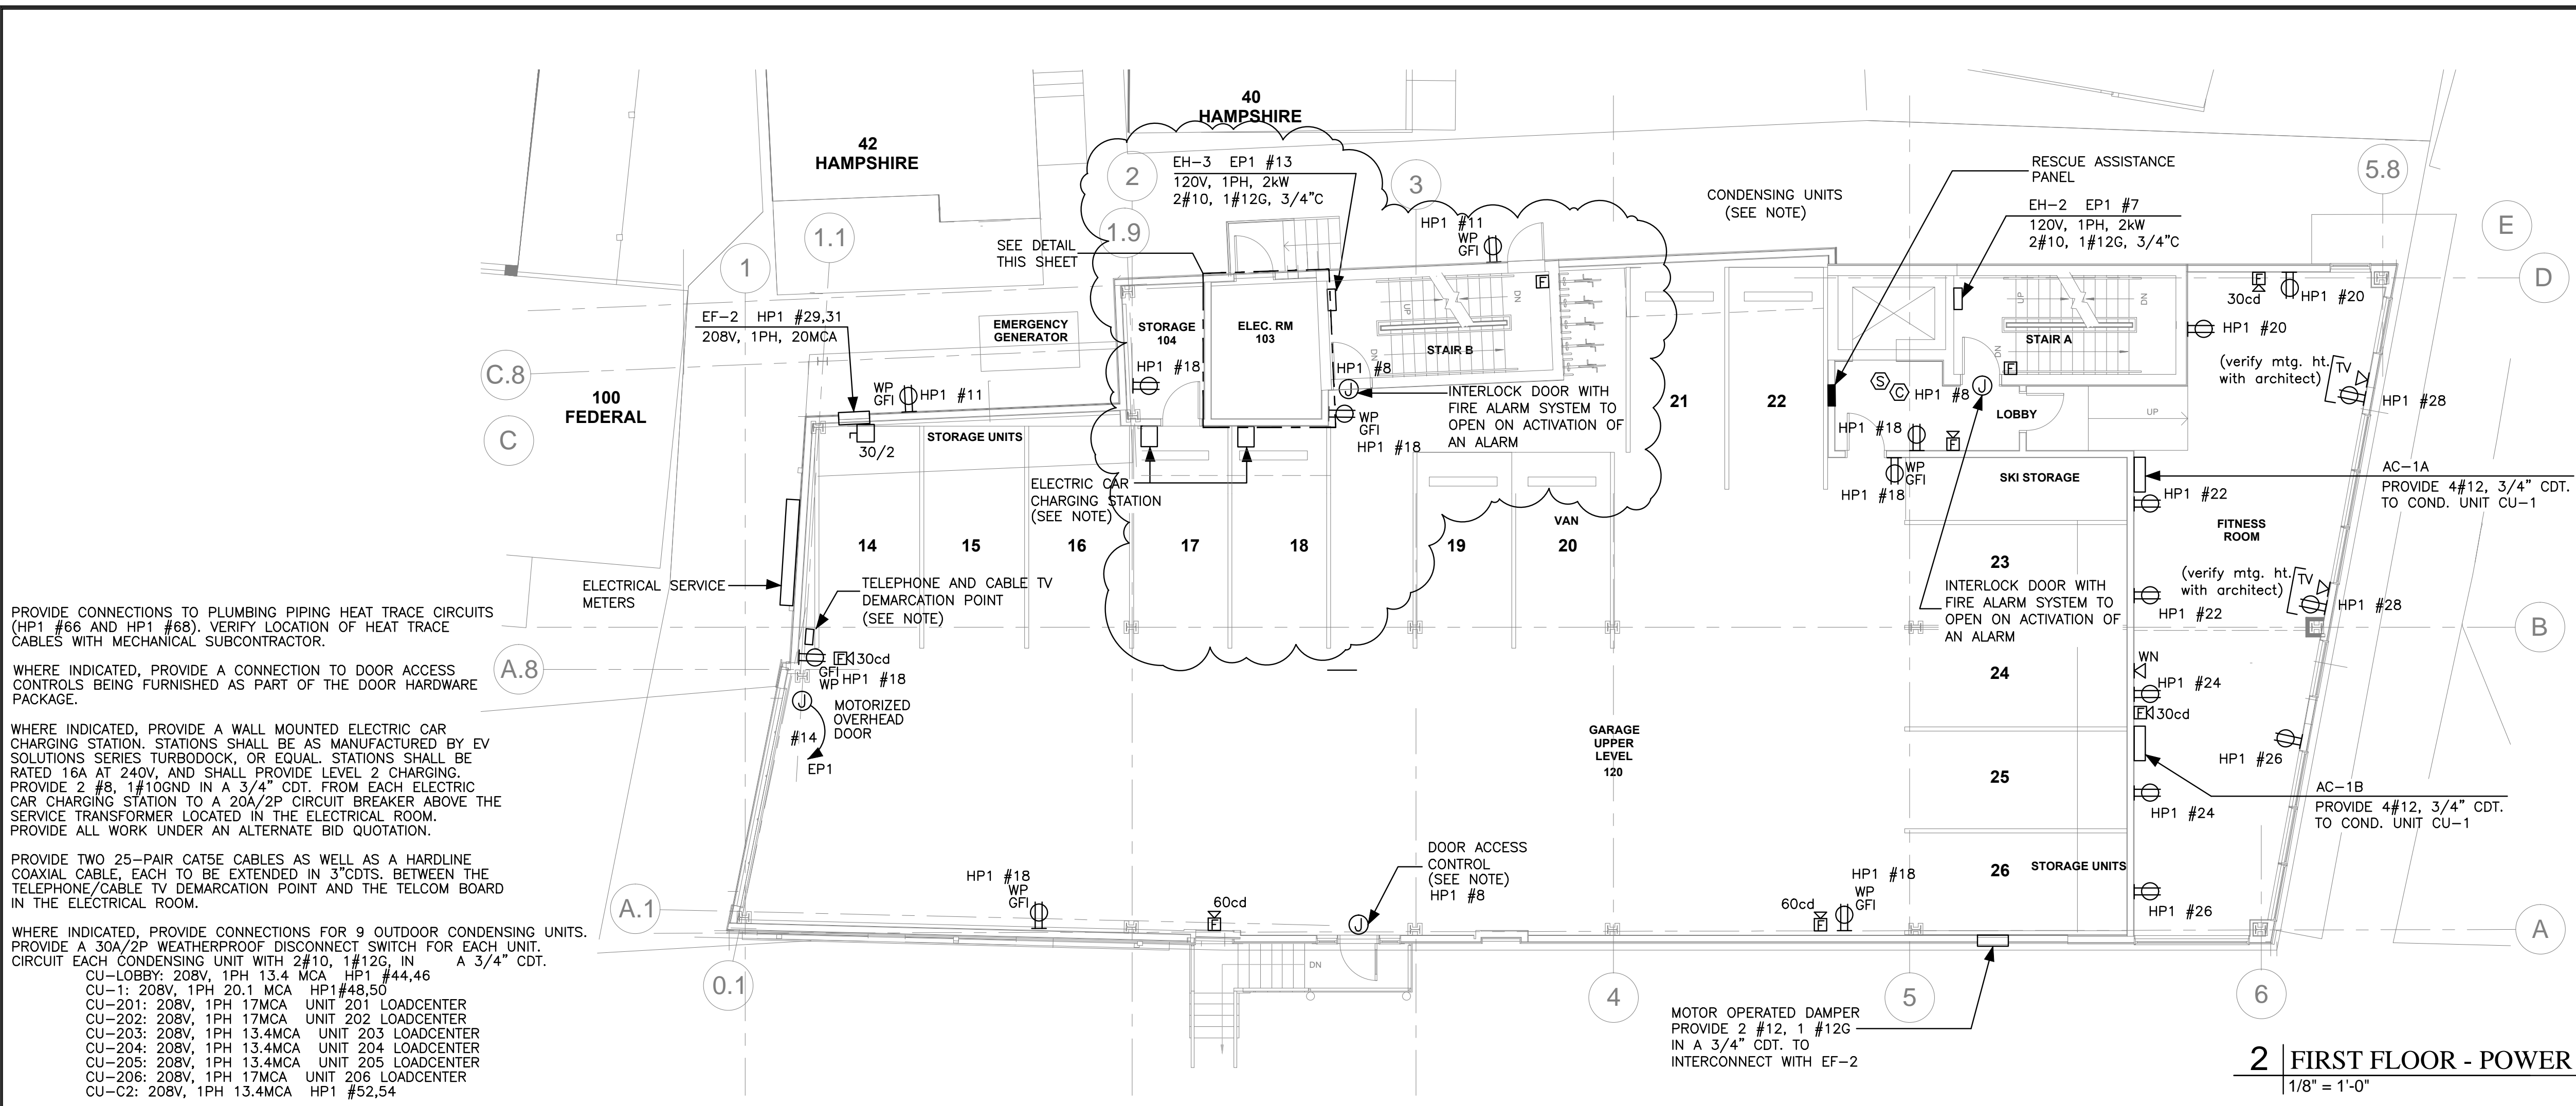 40
HAMPSHIRE
42
HAMPSHIRE
EH-3 EP1 #13
120V, 1PH, 2kW
2#10, 1#12G, 3/4"C
2
3
1.9
HP1 #11
WP
GFI
CONDENSING UNITS
(SEE NOTE)
RESCUE ASSISTANCE
PANEL
EH-2 EP1 #7
120V, 1PH, 2kW
2#10, 1#12G, 3/4"C
5.8
E
D
1
1.1
SEE DETAIL
THIS SHEET
EF-2 HP1 #29,31
208V, 1PH, 20MCA
EMERGENCY
GENERATOR
STORAGE
104
ELEC. RM
103
UP
DN
F
STAIR B
DN
HP1 #18
HP1 #8
J
INTERLOCK DOOR WITH
FIRE ALARM SYSTEM TO
OPEN ON ACTIVATION OF
AN ALARM
WP
GFI
HP1 #18
21
22
UP
DN
STAIR A
DN
F
F
30cd
HP1 #20
HP1 #20
(verify mtg. ht.
with architect)
TV
HP1 #28
S
C
HP1 #8
J
LOBBY
UP
HP1 #18
F
WP
GFI
HP1 #18
SKI STORAGE
AC-1A
PROVIDE 4#12, 3/4" CDT.
TO COND. UNIT CU-1
HP1 #22
FITNESS
ROOM
C.8
C
100
FEDERAL
WP
GFI
HP1 #11
30/2
STORAGE UNITS
ELECTRIC CAR
CHARGING STATION
(SEE NOTE)
14
15
16
17
18
19
VAN
20
23
INTERLOCK DOOR WITH
FIRE ALARM SYSTEM TO
OPEN ON ACTIVATION OF
AN ALARM
(verify mtg. ht.
with architect)
TV
HP1 #28
HP1 #22
B
ELECTRICAL SERVICE
METERS
TELEPHONE AND CABLE TV
DEMARCATION POINT
(SEE NOTE)
A.8
F
30cd
GFI
WP
HP1 #18
J
MOTORIZED
OVERHEAD
DOOR
#14
EP1
GARAGE
UPPER
LEVEL
120
24
WN
HP1 #24
F
30cd
25
HP1 #26
HP1 #24
AC-1B
PROVIDE 4#12, 3/4" CDT.
TO COND. UNIT CU-1
26
STORAGE UNITS
HP1 #26
PROVIDE CONNECTIONS TO PLUMBING PIPING HEAT TRACE CIRCUITS
(HP1 #66 AND HP1 #68). VERIFY LOCATION OF HEAT TRACE
CABLES WITH MECHANICAL SUBCONTRACTOR.
WHERE INDICATED, PROVIDE A CONNECTION TO DOOR ACCESS
CONTROLS BEING FURNISHED AS PART OF THE DOOR HARDWARE
PACKAGE.
WHERE INDICATED, PROVIDE A WALL MOUNTED ELECTRIC CAR
CHARGING STATION. STATIONS SHALL BE AS MANUFACTURED BY EV
SOLUTIONS SERIES TURBODOCK, OR EQUAL. STATIONS SHALL BE
RATED 16A AT 240V, AND SHALL PROVIDE LEVEL 2 CHARGING.
PROVIDE 2 #8, 1#10GND IN A 3/4" CDT. FROM EACH ELECTRIC
CAR CHARGING STATION TO A 20A/2P CIRCUIT BREAKER ABOVE THE
SERVICE TRANSFORMER LOCATED IN THE ELECTRICAL ROOM.
PROVIDE ALL WORK UNDER AN ALTERNATE BID QUOTATION.
PROVIDE TWO 25-PAIR CAT5E CABLES AS WELL AS A HARDLINE
COAXIAL CABLE, EACH TO BE EXTENDED IN 3"CDTS. BETWEEN THE
TELEPHONE/CABLE TV DEMARCATION POINT AND THE TELCOM BOARD
IN THE ELECTRICAL ROOM.
WHERE INDICATED, PROVIDE CONNECTIONS FOR 9 OUTDOOR CONDENSING UNITS.
PROVIDE A 30A/2P WEATHERPROOF DISCONNECT SWITCH FOR EACH UNIT.
CIRCUIT EACH CONDENSING UNIT WITH 2#10, 1#12G, IN A 3/4" CDT.
CU-LOBBY: 208V, 1PH 13.4 MCA HP1 #44,46
CU-1: 208V, 1PH 20.1 MCA HP1#48,50
CU-201: 208V, 1PH 17MCA UNIT 201 LOADCENTER
CU-202: 208V, 1PH 17MCA UNIT 202 LOADCENTER
CU-203: 208V, 1PH 13.4MCA UNIT 203 LOADCENTER
CU-204: 208V, 1PH 13.4MCA UNIT 204 LOADCENTER
CU-205: 208V, 1PH 13.4MCA UNIT 205 LOADCENTER
CU-206: 208V, 1PH 17MCA UNIT 206 LOADCENTER
CU-C2: 208V, 1PH 13.4MCA HP1 #52,54
A.1
0.1
HP1 #18
WP
GFI
60cd
F
DOOR ACCESS
CONTROL
(SEE NOTE)
HP1 #8
J
DN
60cd
F
HP1 #18
WP
GFI
4
5
6
A
MOTOR OPERATED DAMPER
PROVIDE 2 #12, 1 #12G
IN A 3/4" CDT. TO
INTERCONNECT WITH EF-2
2 FIRST FLOOR - POWER
1/8" = 1'-0"